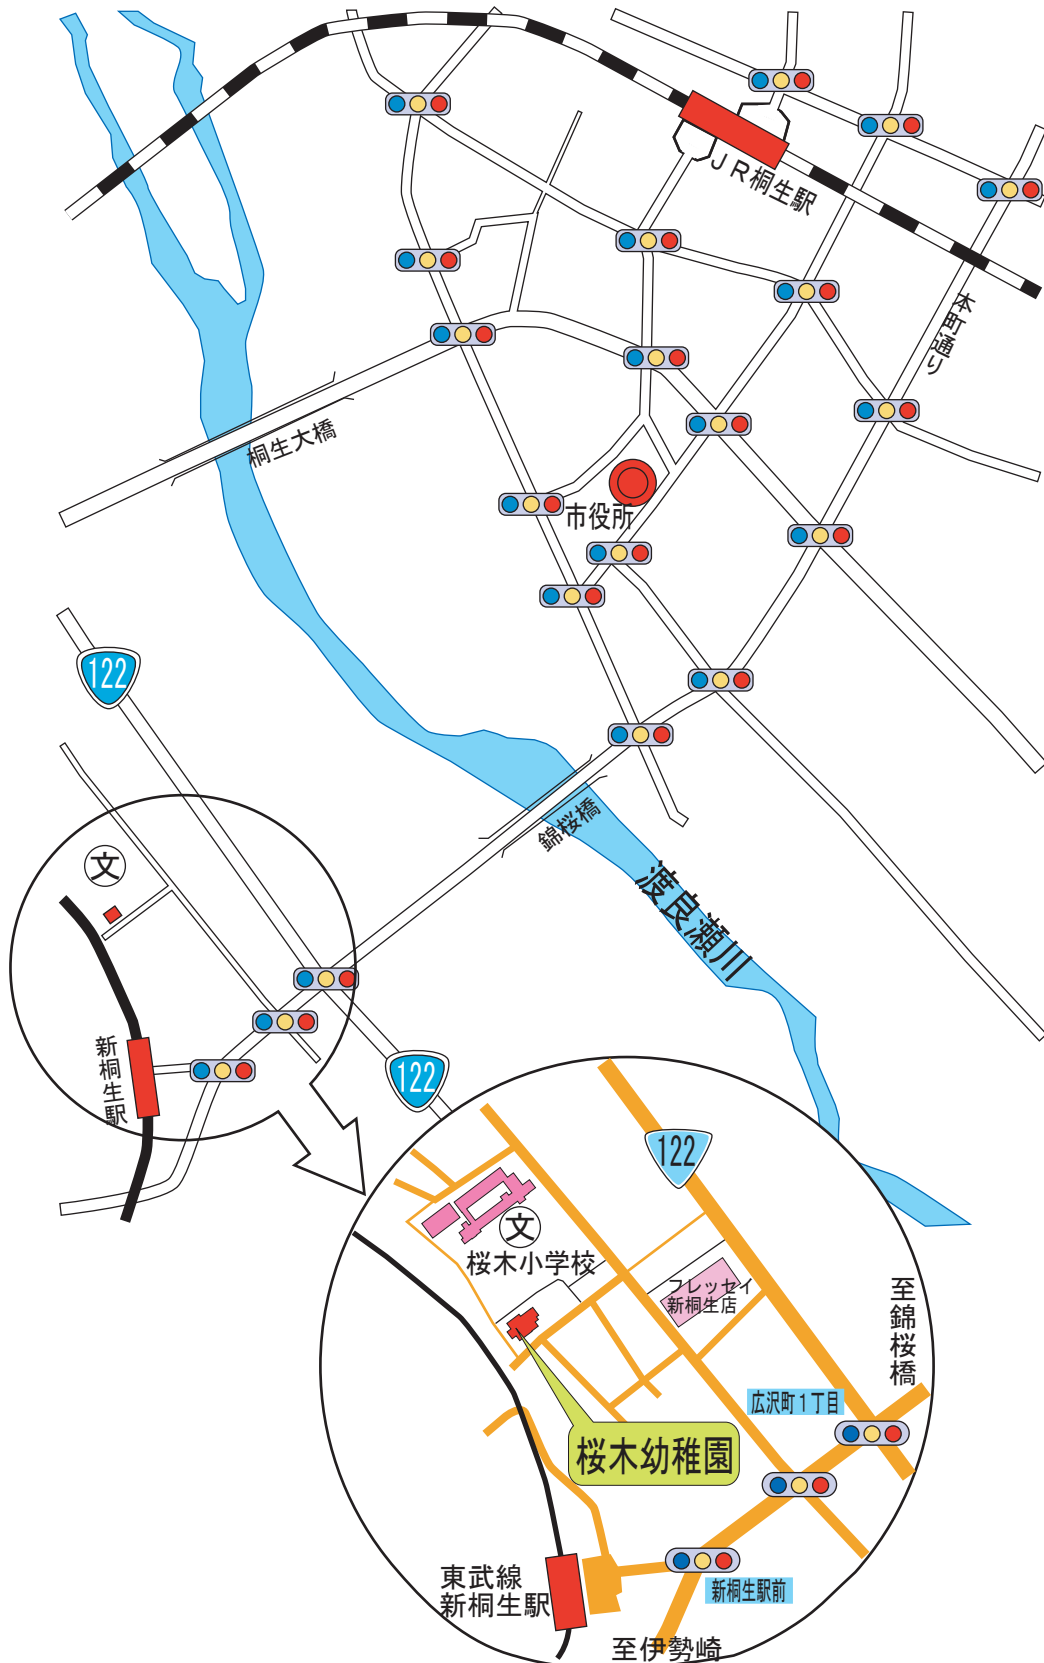 JR桐生駅
本町通り
桐生大橋
市役所
122
錦桜橋
文
渡良瀬川
新桐生駅
122
122
文
桜木小学校
フレッセイ
新桐生店
至錦桜橋
広沢町1丁目
桜木幼稚園
東武線
新桐生駅
新桐生駅前
至伊勢崎